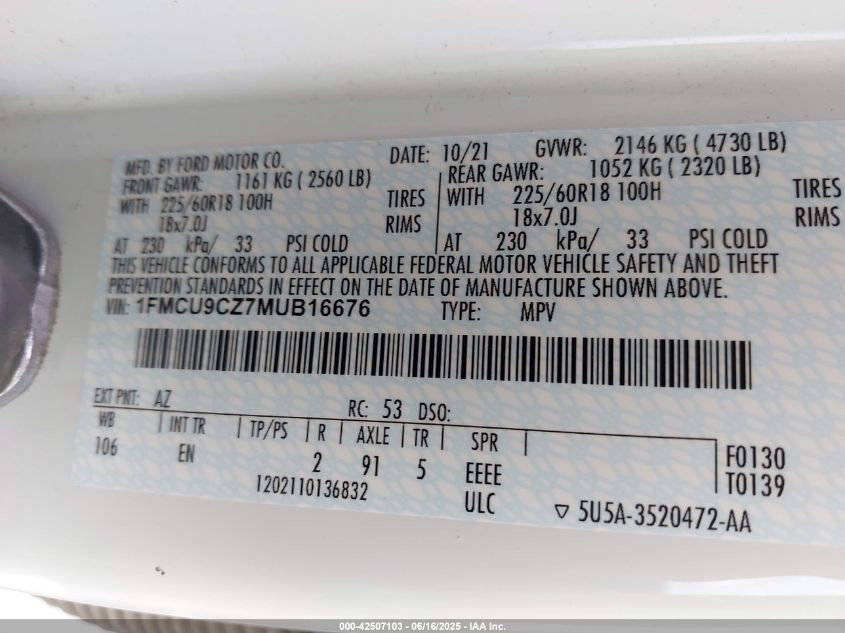 MFD. BY FORD MOTOR CO. DATE: 10/21 GVWR: 2146 KG ( 4730 LB)
FRONT GAWR: 1161 KG ( 2560 LB) REAR GAWR: 1052 KG ( 2320 LB)
WITH 225/60R18 100H TIRES WITH 225/60R18 100H TIRES
18x7.0J RIMS 18x7.0J RIMS
AT 230 kPa/ 33 PSI COLD AT 230 kPa/ 33 PSI COLD
THIS VEHICLE CONFORMS TO ALL APPLICABLE FEDERAL MOTOR VEHICLE SAFETY AND THEFT
PREVENTION STANDARDS IN EFFECT ON THE DATE OF MANUFACTURE SHOWN ABOVE.
VIN: 1FMCU9CZ7MUB16676 TYPE: MPV
EXT PNT: AZ RC: 53 DSO:
WB INT TR TP/PS R AXLE TR SPR
106 EN 2 91 5 EEEE F0130
1202110136832 ULC T0139
▽ 5U5A-3520472-AA
000-42507103 - 06/16/2025 - IAA Inc.